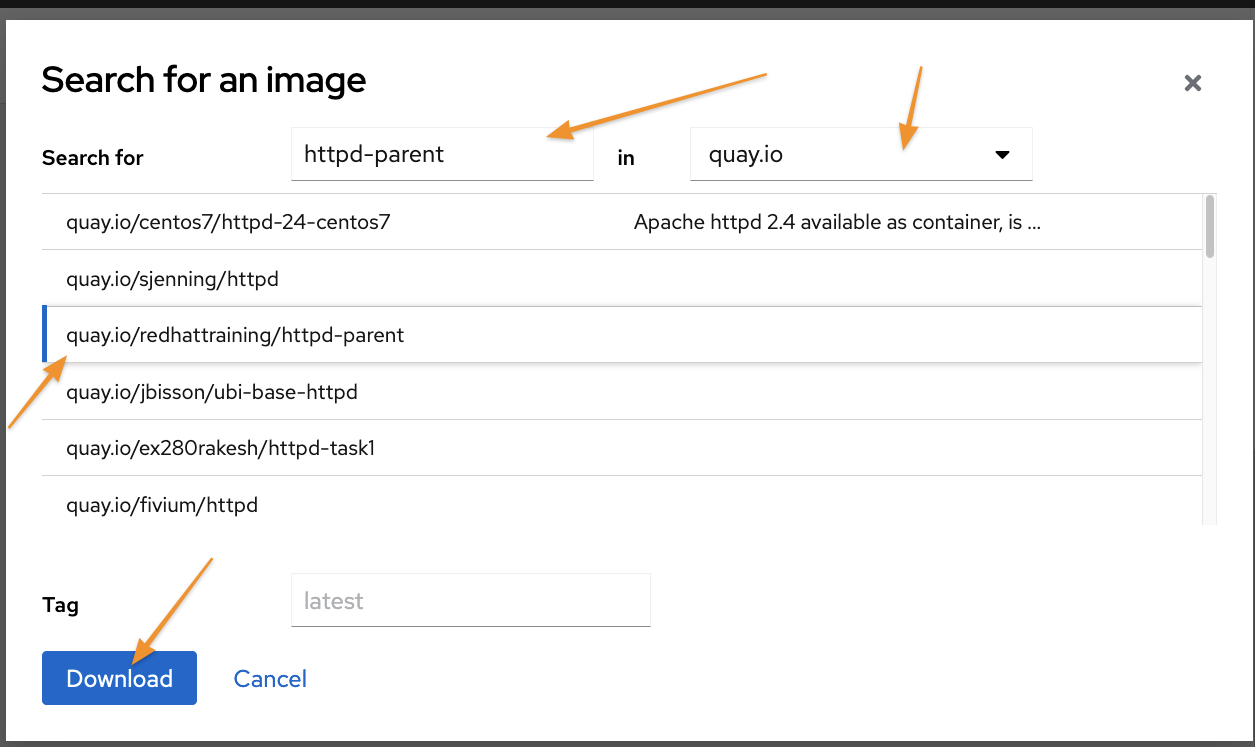 Search for an image
Search for httpd-parent in quay.io
quay.io/centos7/httpd-24-centos7 Apache httpd 2.4 available as container, is ...
quay.io/sjenning/httpd
quay.io/redhattraining/httpd-parent
quay.io/jbisson/ubi-base-httpd
quay.io/ex280rakesh/httpd-task1
quay.io/fivium/httpd
Tag latest
Download Cancel